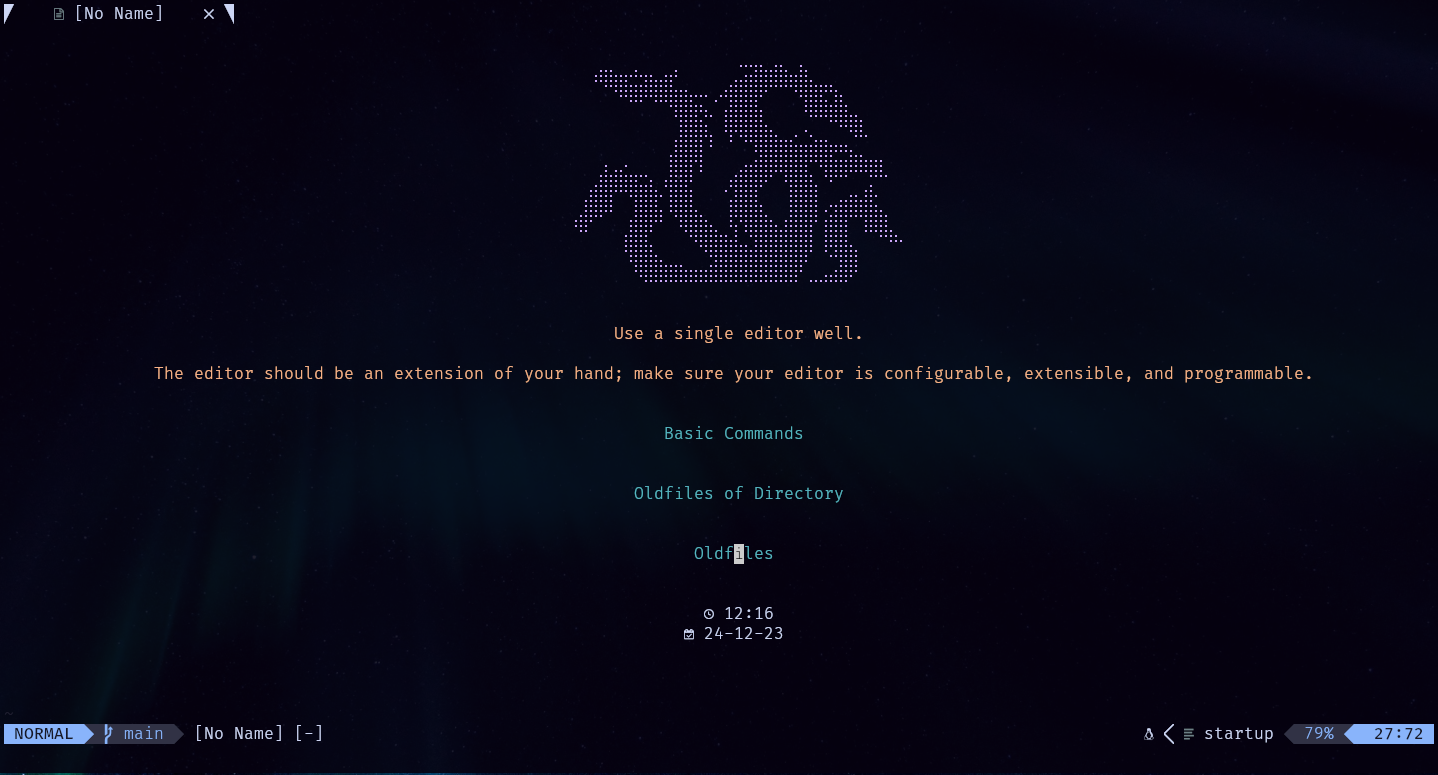 [No Name] ×
Use a single editor well.
The editor should be an extension of your hand; make sure your editor is configurable, extensible, and programmable.
Basic Commands
Oldfiles of Directory
Oldfiles
12:16
24-12-23
~
NORMAL main [No Name] [-] startup 79% 27:72